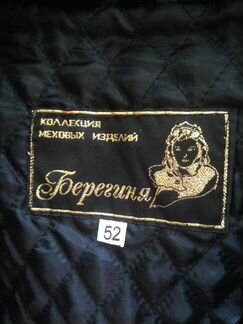 КОЛЛЕКЦИЯ
МЕХОВЫХ ИЗДЕЛИЙ
Берегиня
52